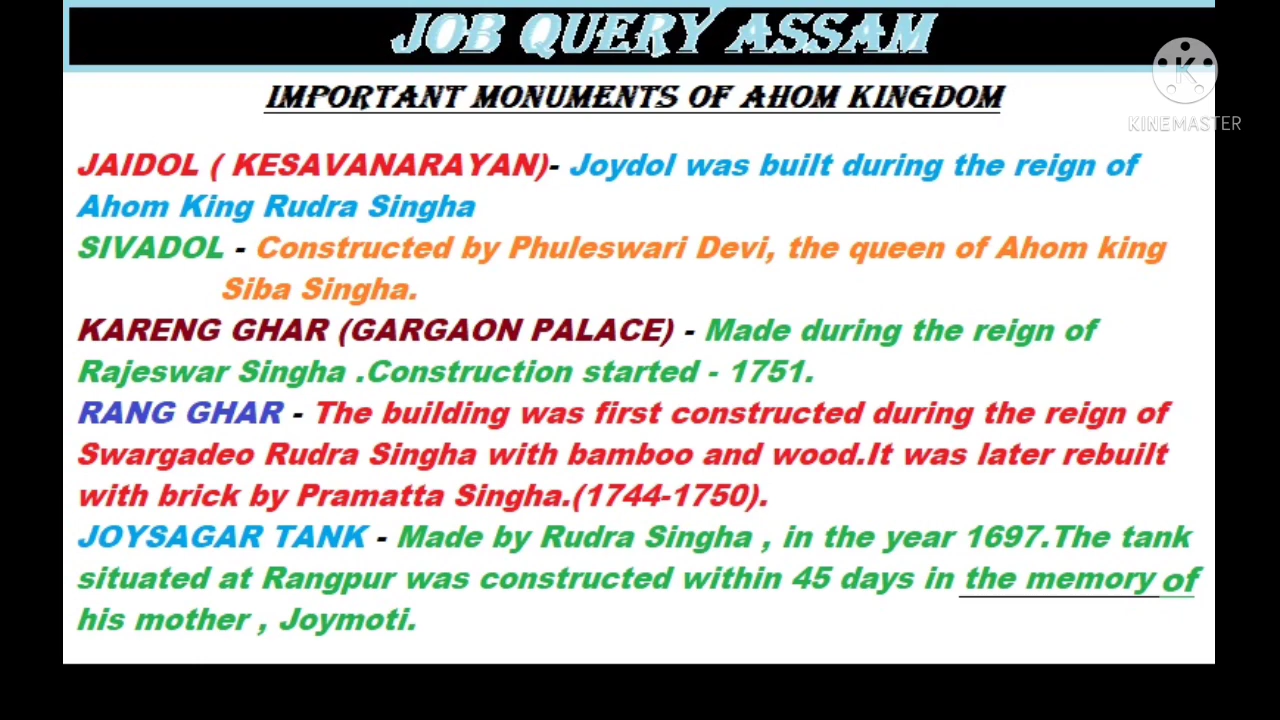 JOB QUERY ASSAM
KINEMASTER
IMPORTANT MONUMENTS OF AHOM KINGDOM
JAIDOL ( KESAVANARAYAN)- Joydol was built during the reign of
Ahom King Rudra Singha
SIVADOL - Constructed by Phuleswari Devi, the queen of Ahom king
Siba Singha.
KARENG GHAR (GARGAON PALACE) - Made during the reign of
Rajeswar Singha .Construction started - 1751.
RANG GHAR - The building was first constructed during the reign of
Swargadeo Rudra Singha with bamboo and wood.It was later rebuilt
with brick by Pramatta Singha.(1744-1750).
JOYSAGAR TANK - Made by Rudra Singha , in the year 1697.The tank
situated at Rangpur was constructed within 45 days in the memory of
his mother , Joymoti.